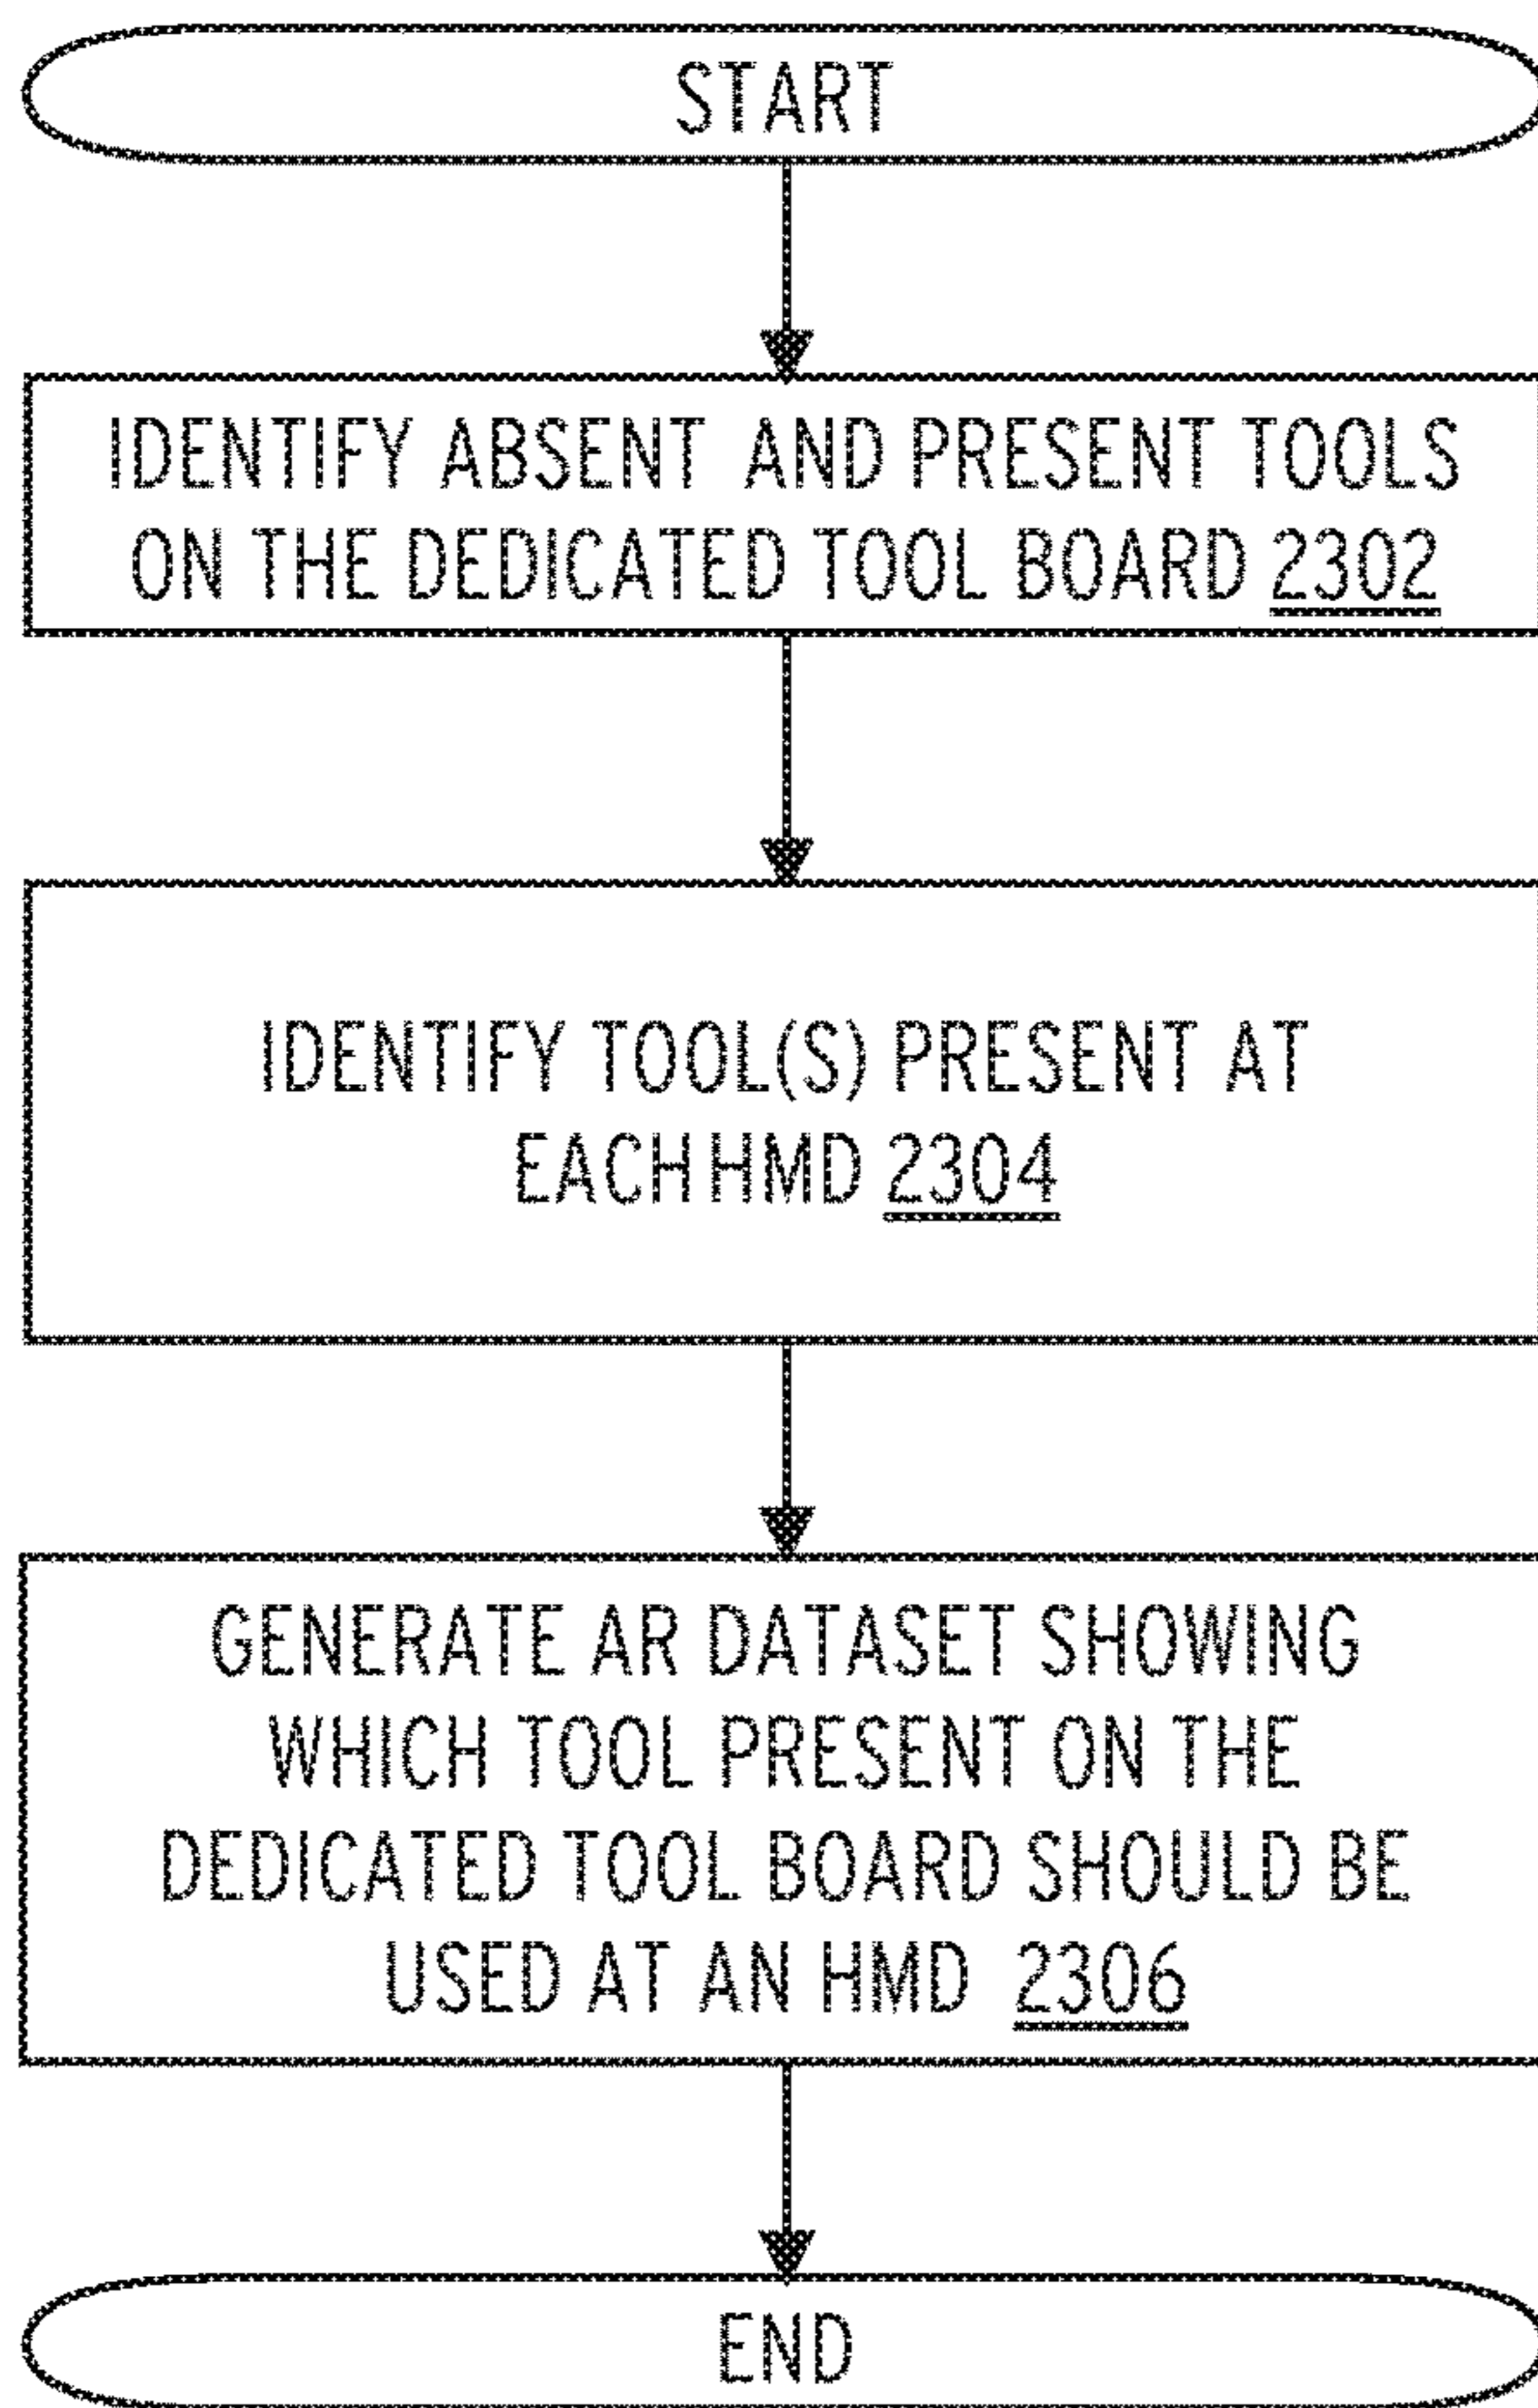 START
IDENTIFY ABSENT AND PRESENT TOOLS
ON THE DEDICATED TOOL BOARD 2302
IDENTIFY TOOL(S) PRESENT AT
EACH HMD 2304
GENERATE AR DATASET SHOWING
WHICH TOOL PRESENT ON THE
DEDICATED TOOL BOARD SHOULD BE
USED AT AN HMD 2306
END